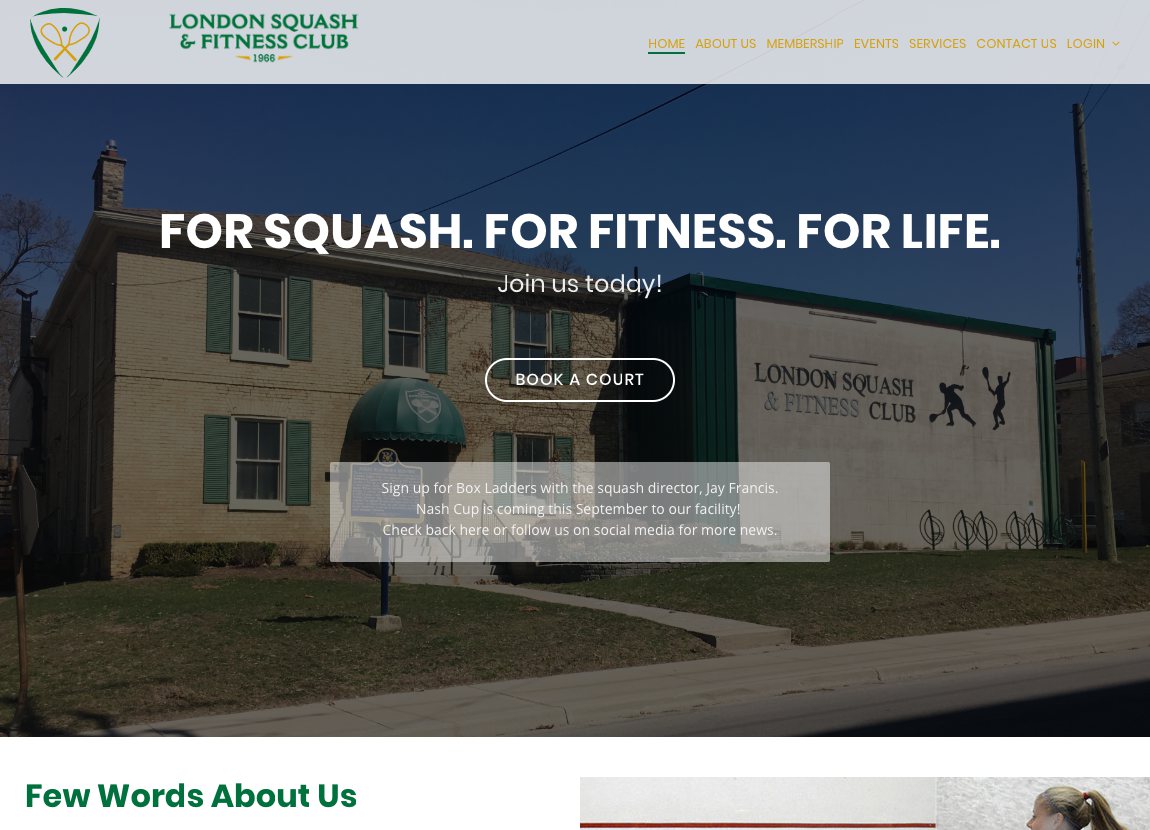 LONDON SQUASH
& FITNESS CLUB
1966
HOME ABOUT US MEMBERSHIP EVENTS SERVICES CONTACT US LOGIN
FOR SQUASH. FOR FITNESS. FOR LIFE.
Join us today!
BOOK A COURT
LONDON SQUASH
& FITNESS CLUB
Sign up for Box Ladders with the squash director, Jay Francis.
Nash Cup is coming this September to our facility!
Check back here or follow us on social media for more news.
Few Words About Us